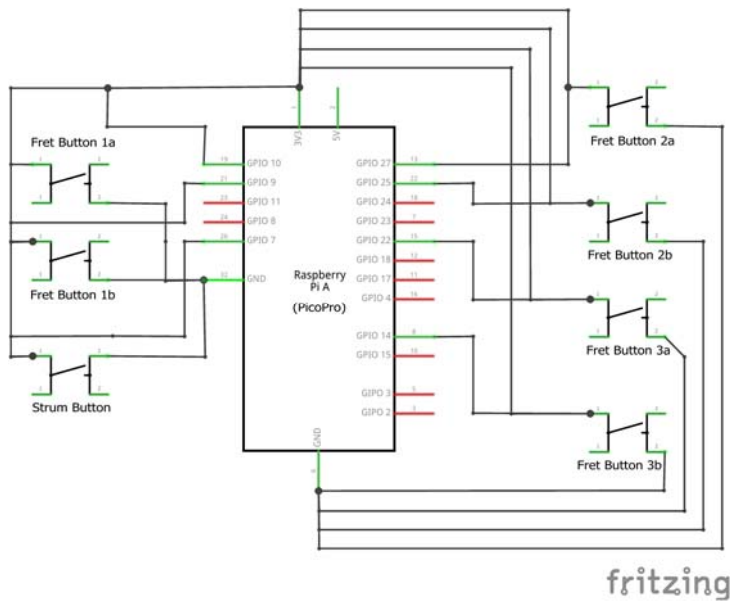 Fret Button 1a
Fret Button 1b
Strum Button
3V3
5V
GPIO 10
GPIO 9
GPIO 11
GPIO 8
GPIO 7
GND
Raspberry
Pi A
(PicoPro)
GPIO 27
GPIO 25
GPIO 24
GPIO 23
GPIO 22
GPIO 18
GPIO 17
GPIO 4
GPIO 14
GPIO 15
GIPO 3
GIPO 2
GND
Fret Button 2a
Fret Button 2b
Fret Button 3a
Fret Button 3b
fritzing